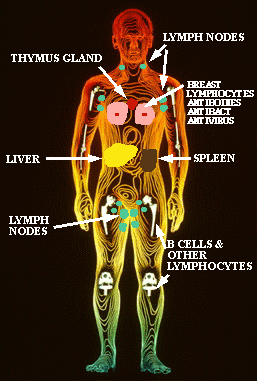 LYMPH NODES
THYMUS GLAND
BREAST
LYMPHOCYTES
ANTIBODIES
ANTIBACT
ANTIVIRUS
LIVER
SPLEEN
LYMPH
NODES
B CELLS &
OTHER
LYMPHOCYTES